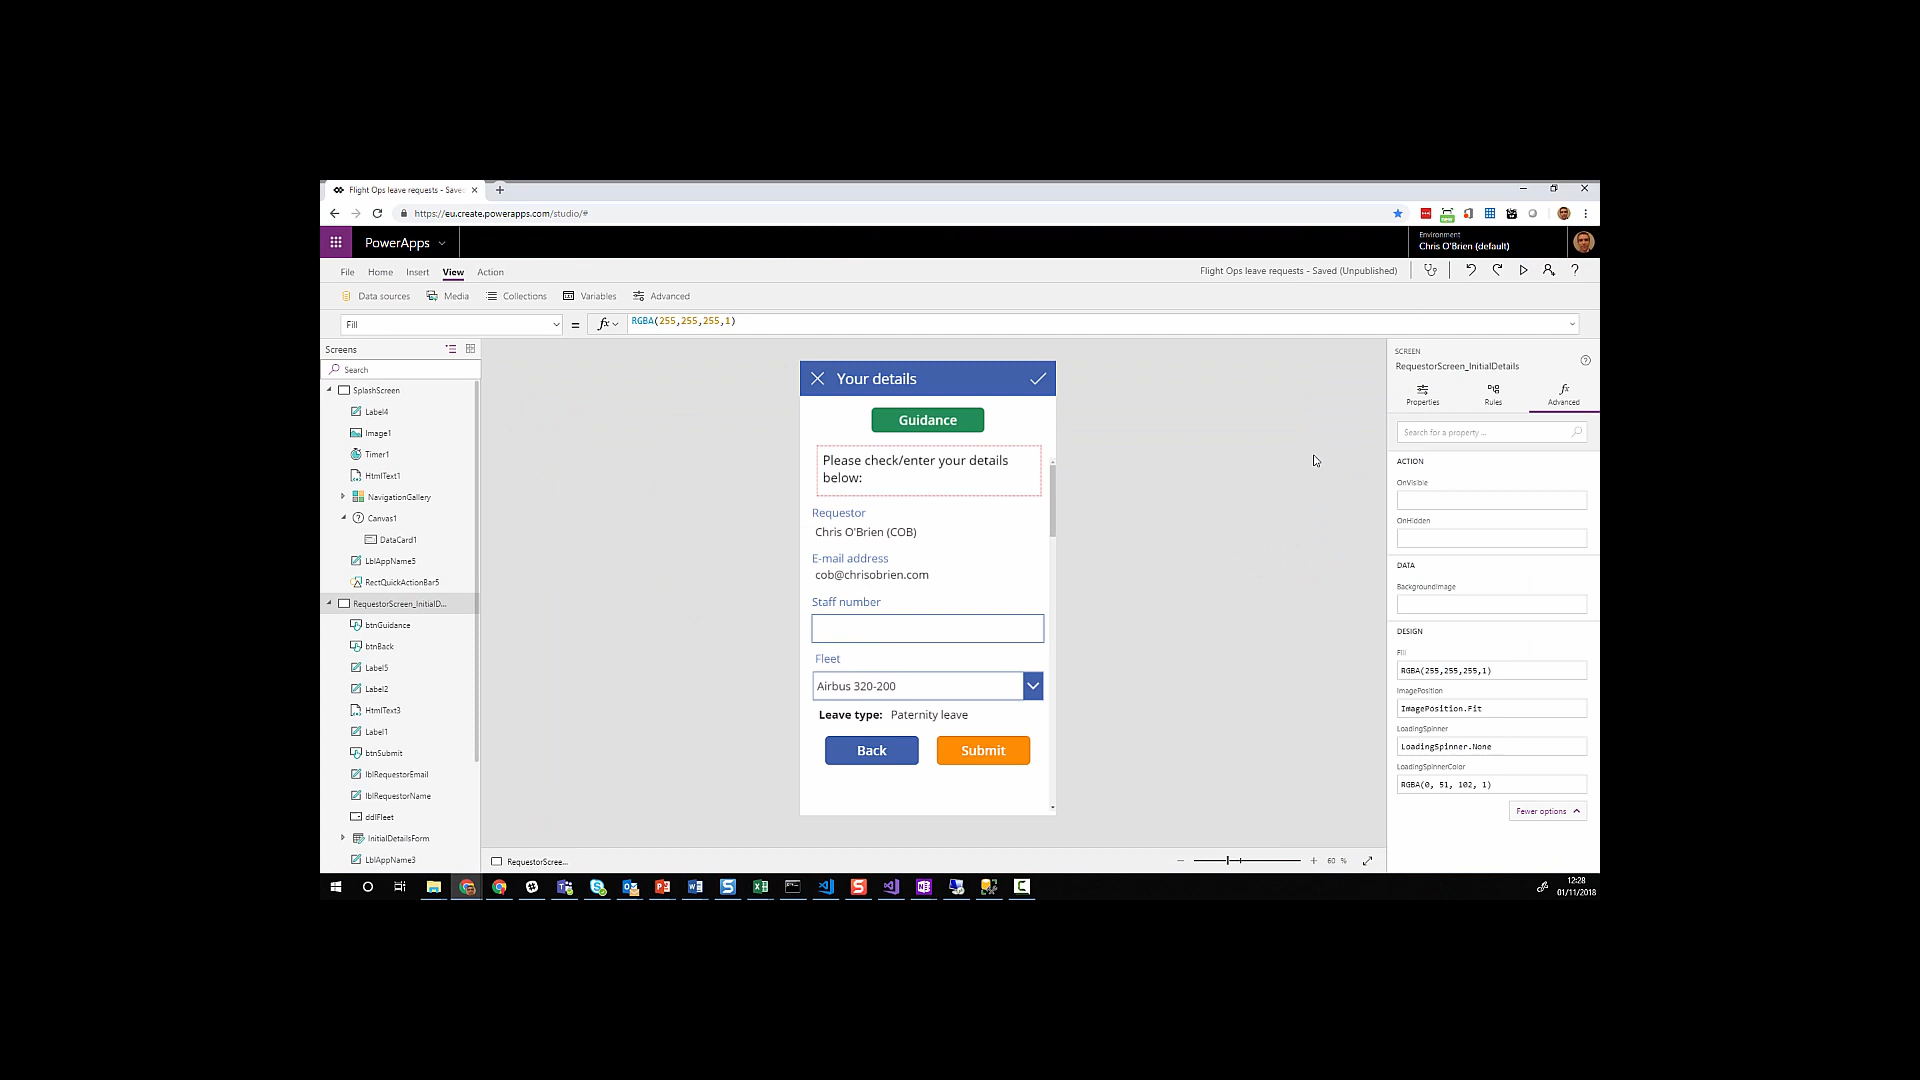 Flight Ops leave requests - Save
https://eu.create.powerapps.com/studio/#
PowerApps
Environment
Chris O'Brien (default)
File Home Insert View Action
Flight Ops leave requests - Saved (Unpublished)
Data sources Media Collections Variables Advanced
Fill = fx RGBA(255,255,255,1)
Screens
Search
SplashScreen
Label4
Image1
Timer1
HtmlText1
NavigationGallery
Canvas1
DataCard1
LblAppName5
RectQuickActionBar5
RequestorScreen_InitialD...
btnGuidance
btnBack
Label5
Label2
HtmlText3
Label1
btnSubmit
lblRequestorEmail
lblRequestorName
ddlFleet
InitialDetailsForm
LblAppName3
Your details
Guidance
Please check/enter your details
below:
Requestor
Chris O'Brien (COB)
E-mail address
cob@chrisobrien.com
Staff number
Fleet
Airbus 320-200
Leave type: Paternity leave
Back Submit
RequestorScree...
60 %
SCREEN
RequestorScreen_InitialDetails
Properties Rules Advanced
Search for a property ...
ACTION
OnVisible
OnHidden
DATA
BackgroundImage
DESIGN
Fill
RGBA(255,255,255,1)
ImagePosition
ImagePosition.Fit
LoadingSpinner
LoadingSpinner.None
LoadingSpinnerColor
RGBA(0, 51, 102, 1)
Fewer options
12:28
01/11/2018